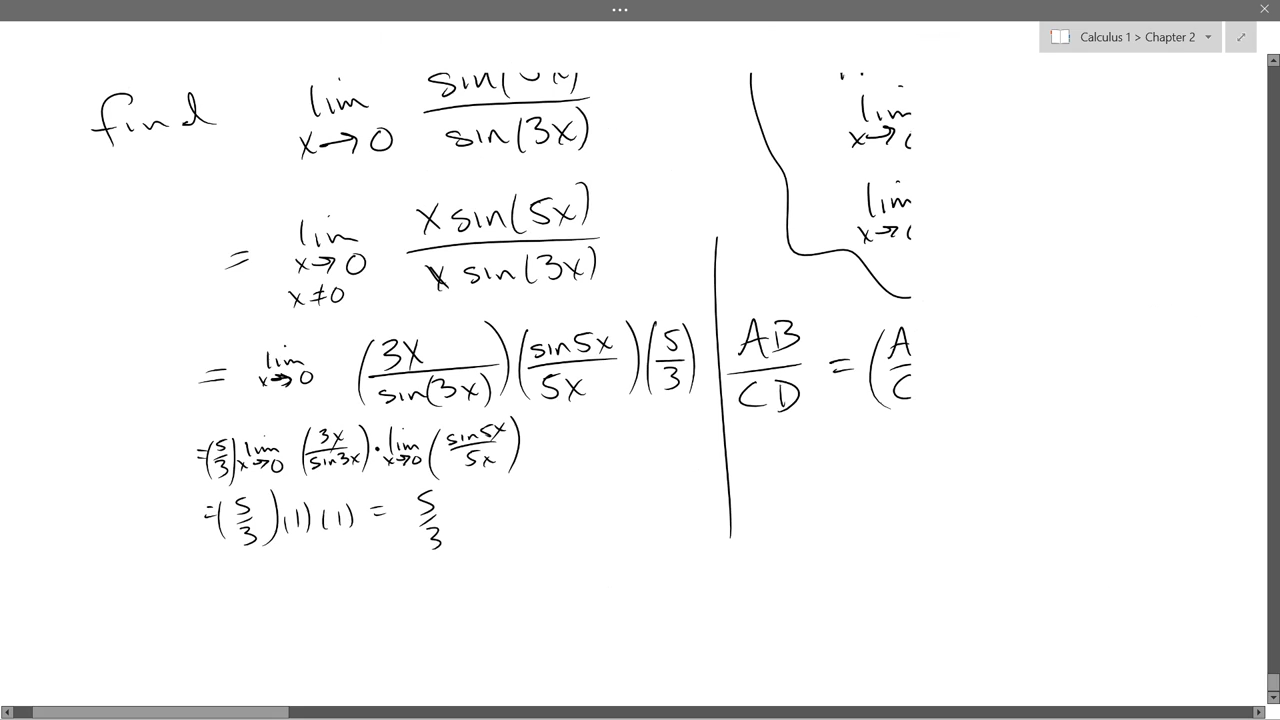 Calculus 1 > Chapter 2
find lim x→0 sin( / sin(3x)
= lim x→0 x≠0 x sin(5x) / x sin(3x)
= lim x→0 (3x / sin(3x)) (sin5x / 5x) (5/3)
=(5/3) lim x→0 (3x / sin3x) · lim x→0 (sin5x / 5x)
=(5/3)(1)(1) = 5/3
lim x→
lim x→
AB / CD = (A / C